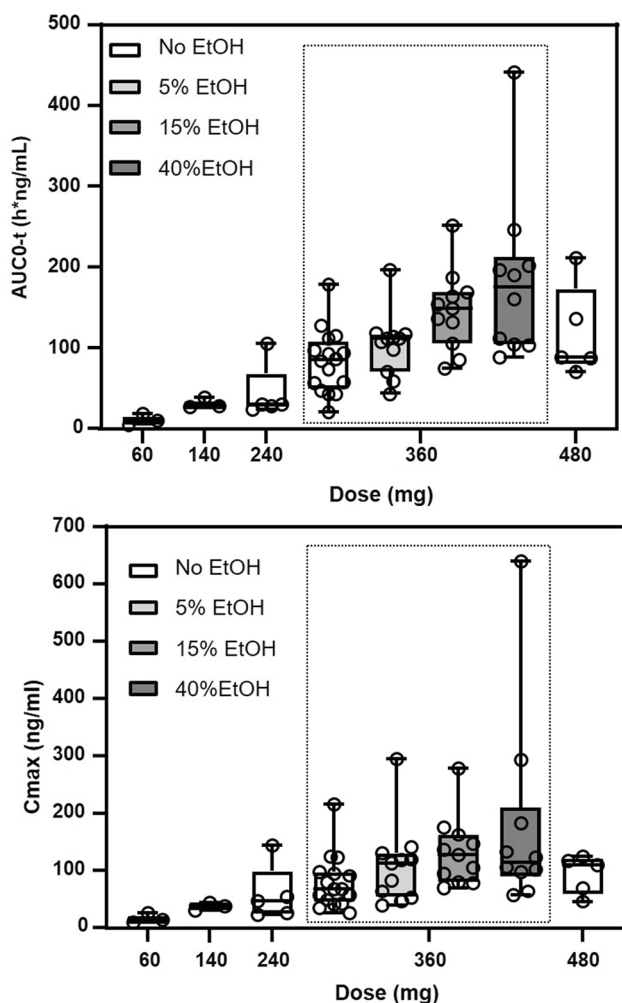 500
400
300
200
100
0
AUC0-t (h*ng/mL)
No EtOH
5% EtOH
15% EtOH
40%EtOH
60 140 240 360 480
Dose (mg)
700
600
500
400
300
200
100
0
Cmax (ng/ml)
No EtOH
5% EtOH
15% EtOH
40%EtOH
60 140 240 360 480
Dose (mg)